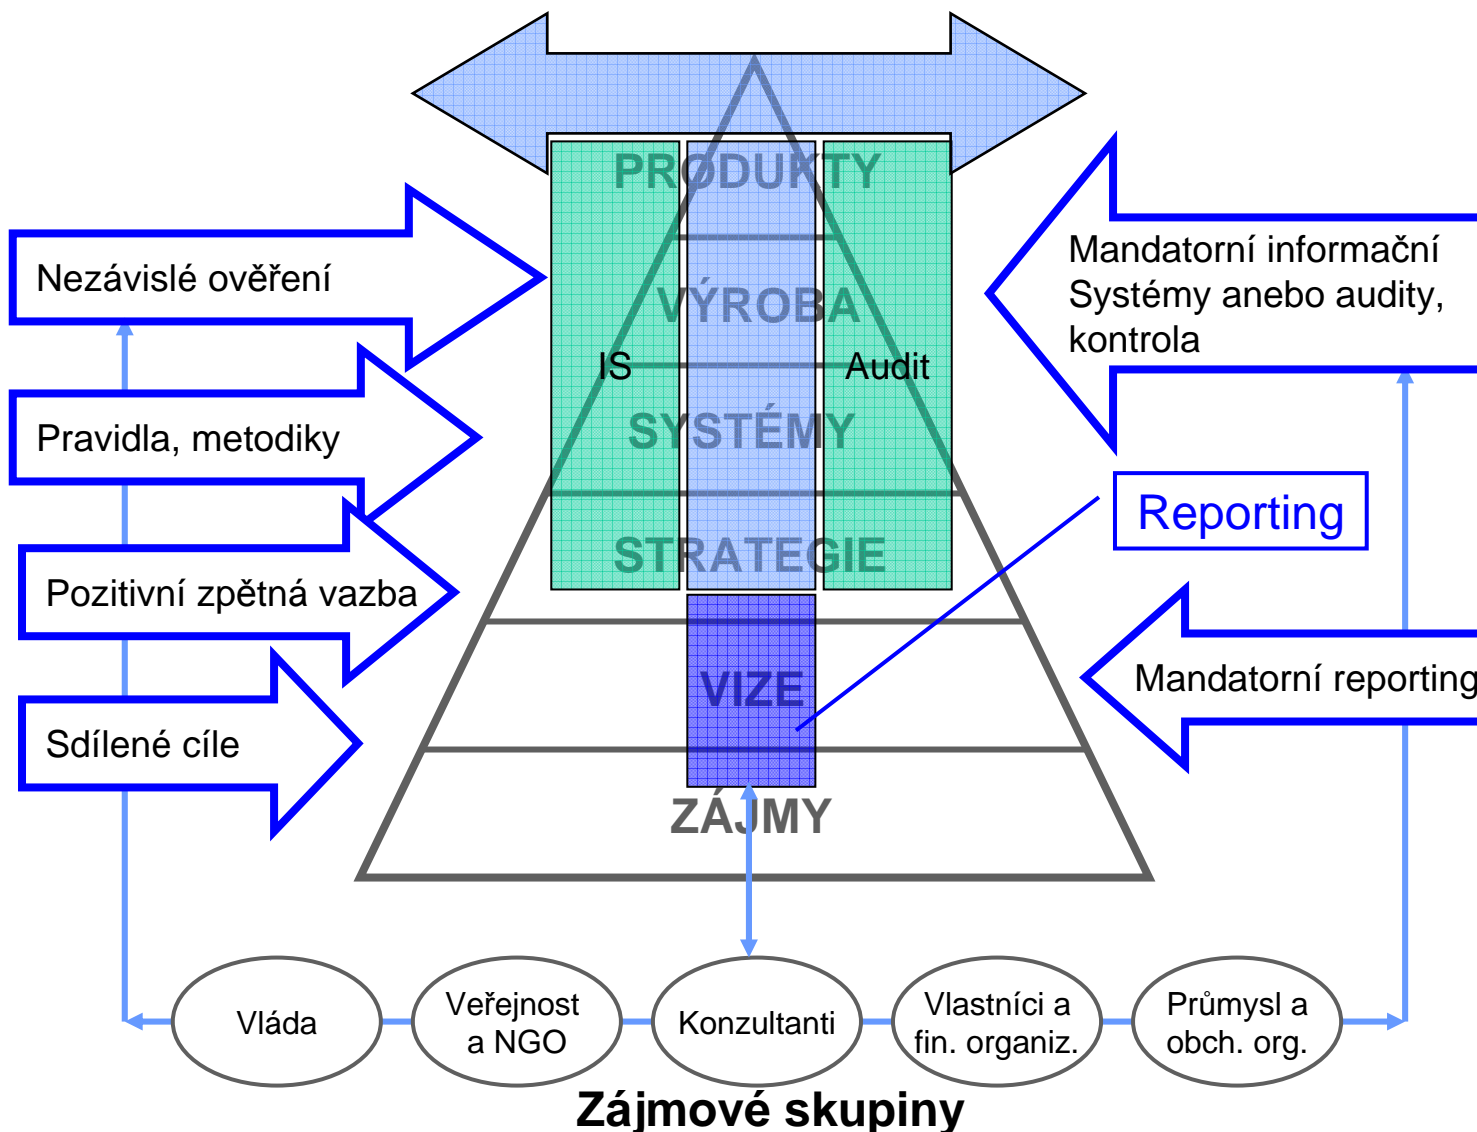 PRODUKTY
Nezávislé ověření
Mandatorní informační
Systémy anebo audity,
kontrola
VÝROBA
IS
Audit
Pravidla, metodiky
SYSTÉMY
Reporting
STRATEGIE
Pozitivní zpětná vazba
VIZE
Mandatorní reporting
Sdílené cíle
ZÁJMY
Vláda
Veřejnost
a NGO
Konzultanti
Vlastníci a
fin. organiz.
Průmysl a
obch. org.
Zájmové skupiny